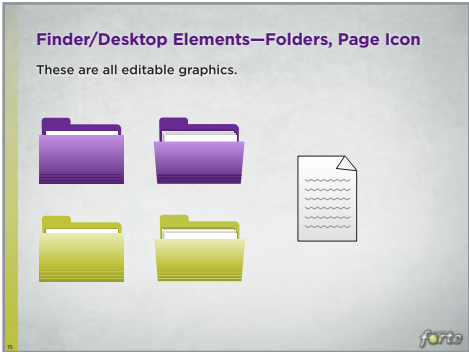 Finder/Desktop Elements—Folders, Page Icon
These are all editable graphics.
15
forte